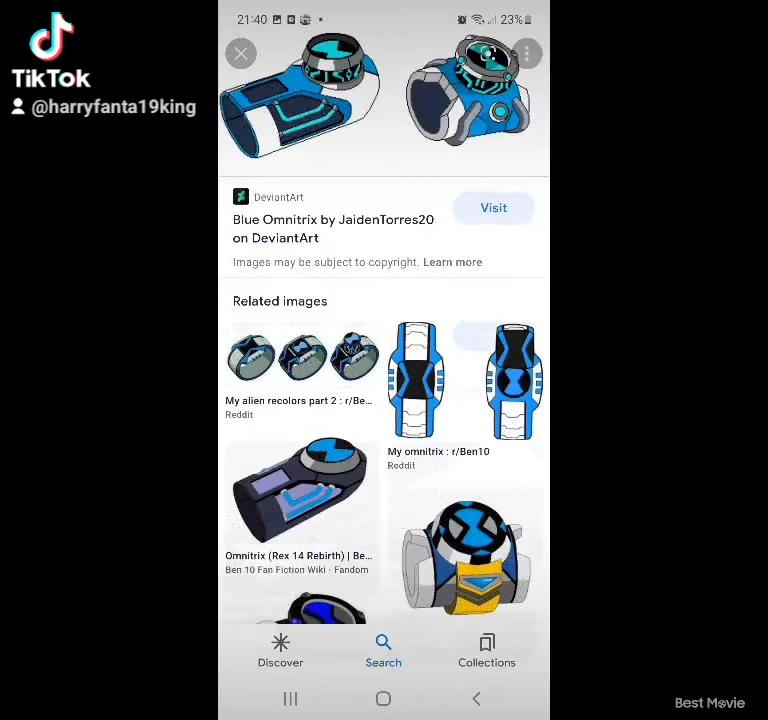 TikTok
@harryfanta19king
21:40
23%
DeviantArt
Blue Omnitrix by JaidenTorres20
on DeviantArt
Visit
Images may be subject to copyright. Learn more
Related images
My alien recolors part 2 : r/Be...
Reddit
My omnitrix : r/Ben10
Reddit
Omnitrix (Rex 14 Rebirth) | Be...
Ben 10 Fan Fiction Wiki - Fandom
Discover
Search
Collections
Best Movie